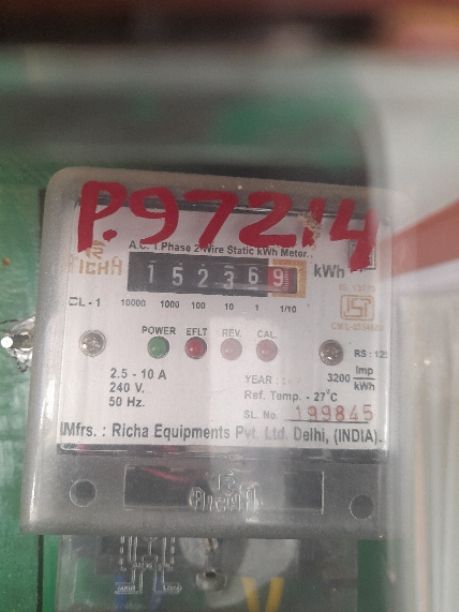 P.97214
A.C. 1 Phase 2 Wire Static kWh Meter
RICHA
152369
kWh
CL - 1
10000 1000 100 10 1 1/10
POWER EFLT REV. CAL.
2.5 - 10 A
240 V.
50 Hz.
YEAR :
3200 Imp/kWh
Ref. Temp. - 27°C
SL. No. 199845
Mfrs. : Richa Equipments Pvt. Ltd. Delhi, (INDIA).